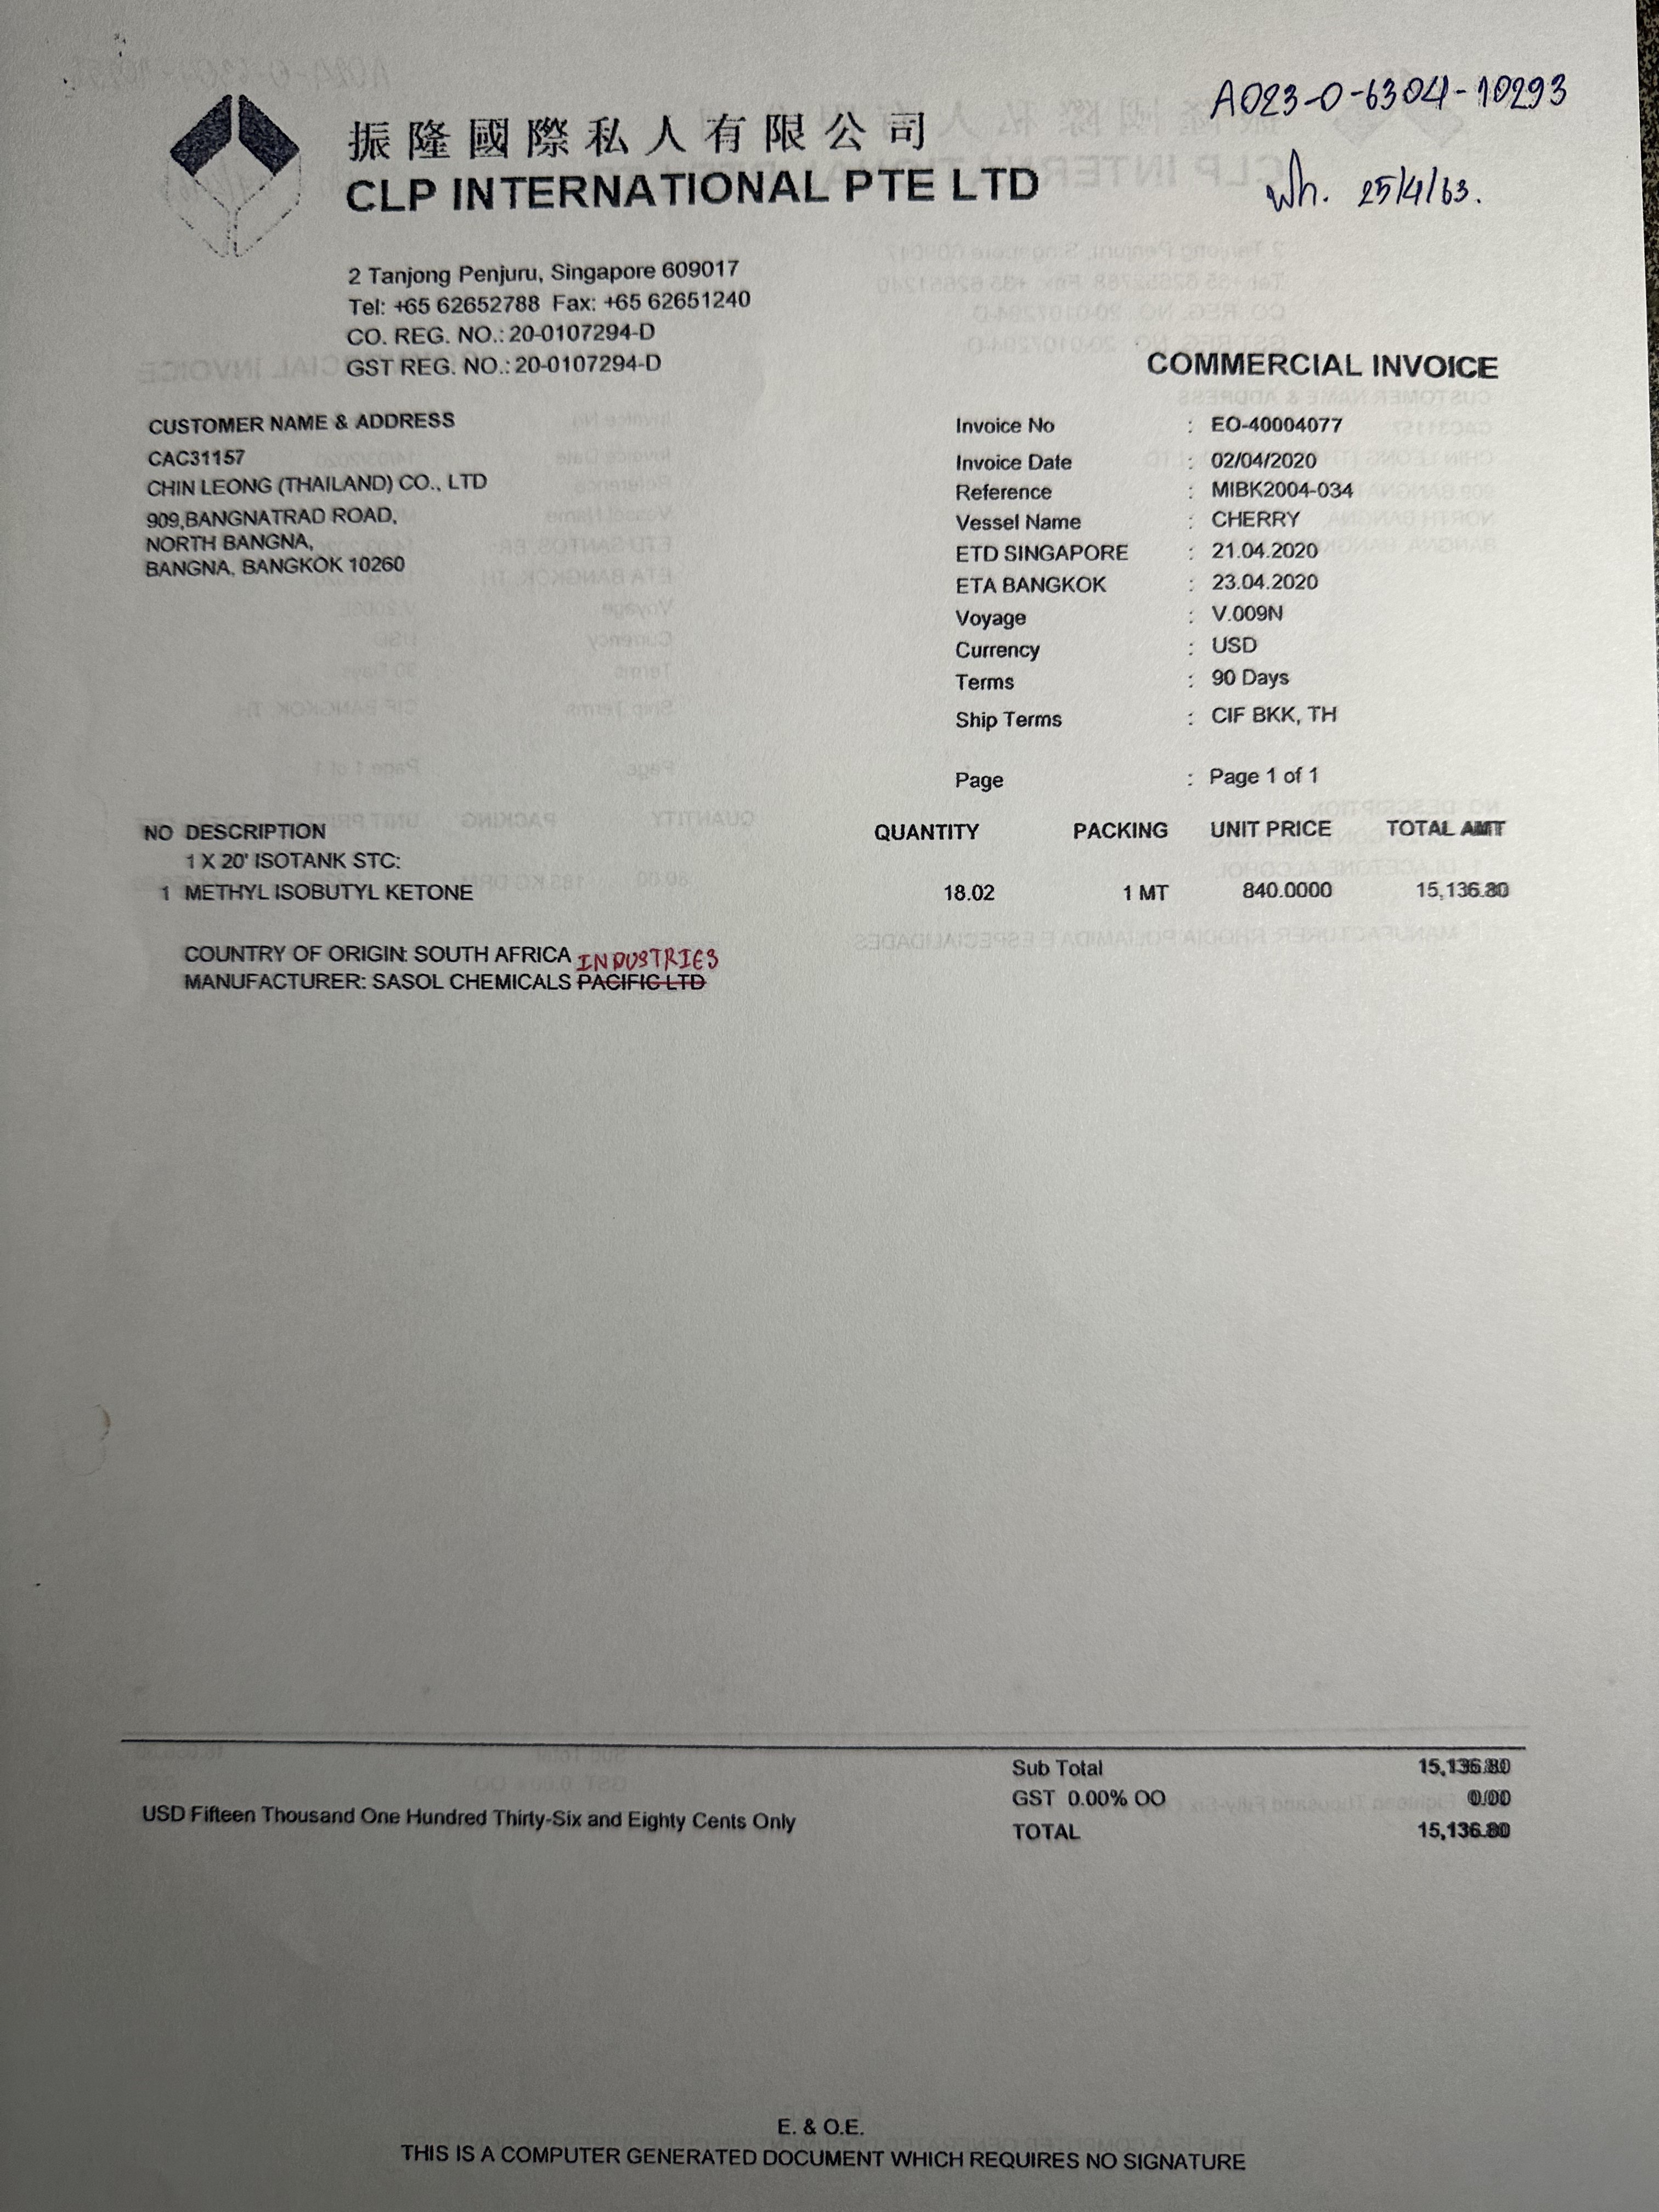 A023-0-6304-10293
振隆國際私人有限公司
CLP INTERNATIONAL PTE LTD
25/4/63.
2 Tanjong Penjuru, Singapore 609017
Tel: +65 62652788 Fax: +65 62651240
CO. REG. NO.: 20-0107294-D
GST REG. NO.: 20-0107294-D
COMMERCIAL INVOICE
CUSTOMER NAME & ADDRESS
CAC31157
CHIN LEONG (THAILAND) CO., LTD
909,BANGNATRAD ROAD,
NORTH BANGNA,
BANGNA, BANGKOK 10260
Invoice No : EO-40004077
Invoice Date : 02/04/2020
Reference : MIBK2004-034
Vessel Name : CHERRY
ETD SINGAPORE : 21.04.2020
ETA BANGKOK : 23.04.2020
Voyage : V.009N
Currency : USD
Terms : 90 Days
Ship Terms : CIF BKK, TH
Page : Page 1 of 1
NO DESCRIPTION QUANTITY PACKING UNIT PRICE TOTAL AMT
1 X 20' ISOTANK STC:
1 METHYL ISOBUTYL KETONE 18.02 1 MT 840.0000 15,136.80
COUNTRY OF ORIGIN: SOUTH AFRICA
INDUSTRIES
MANUFACTURER: SASOL CHEMICALS PACIFIC LTD
Sub Total 15,136.80
GST 0.00% OO 0.00
USD Fifteen Thousand One Hundred Thirty-Six and Eighty Cents Only
TOTAL 15,136.80
E. & O.E.
THIS IS A COMPUTER GENERATED DOCUMENT WHICH REQUIRES NO SIGNATURE